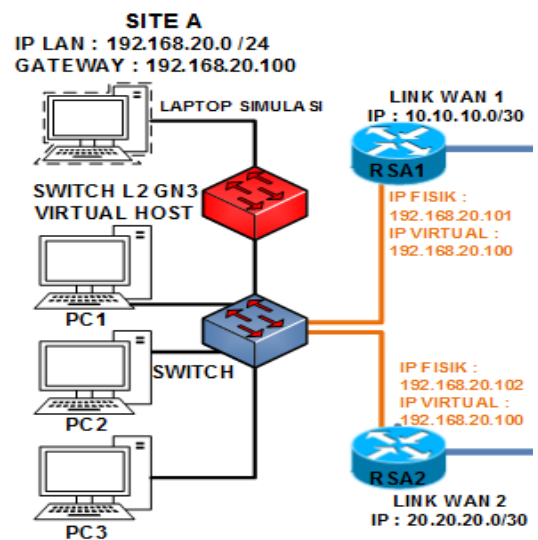 SITE A
IP LAN : 192.168.20.0 /24
GATEWAY : 192.168.20.100
LAPTOP SIMULASI
SWITCH L2 GN3
VIRTUAL HOST
PC1
SWITCH
PC2
PC3
LINK WAN 1
IP : 10.10.10.0/30
RSA1
IP FISIK :
192.168.20.101
IP VIRTUAL :
192.168.20.100
IP FISIK :
192.168.20.102
IP VIRTUAL :
192.168.20.100
RSA2
LINK WAN 2
IP : 20.20.20.0/30